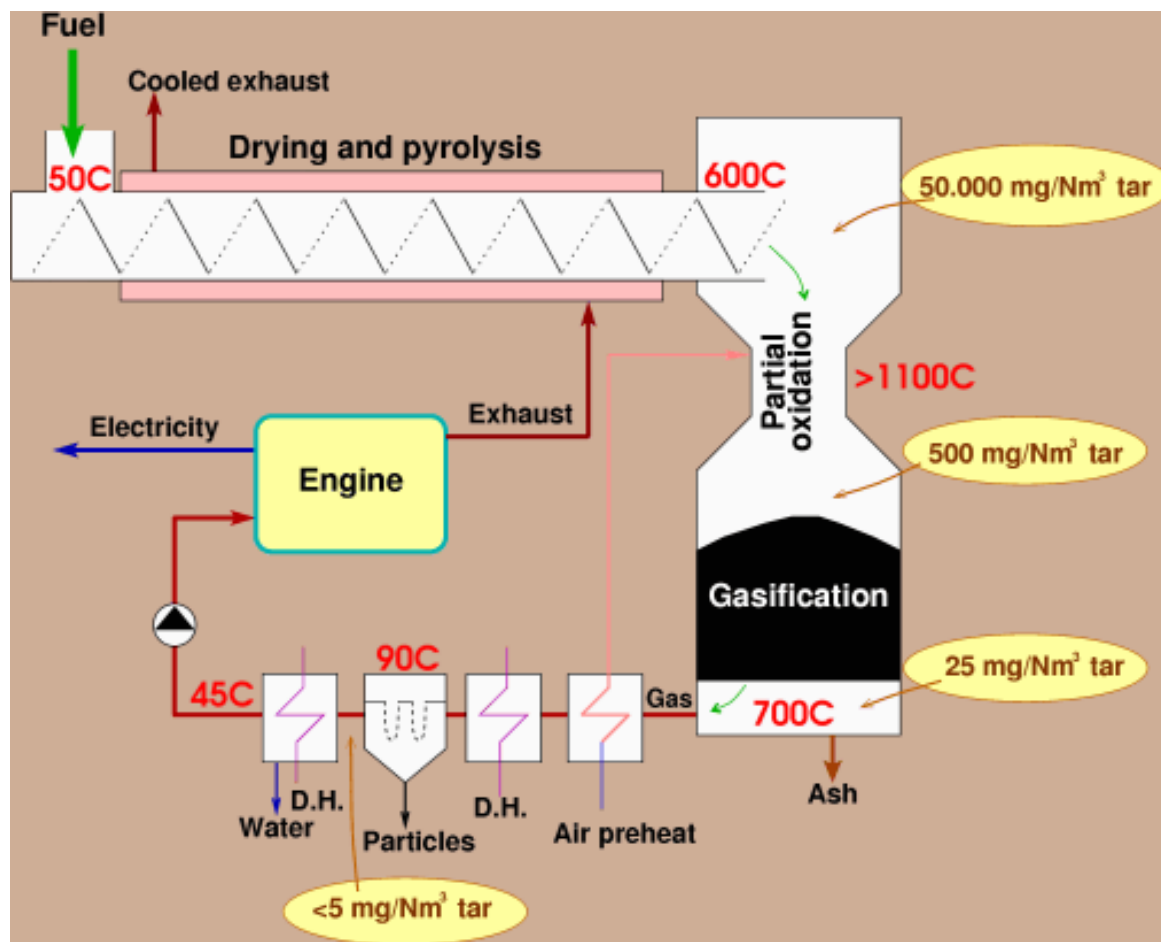 Fuel
Cooled exhaust
Drying and pyrolysis
50C
600C
50.000 mg/Nm³ tar
Partial
oxidation
>1100C
Electricity
Exhaust
Engine
500 mg/Nm³ tar
Gasification
90C
45C
Gas
700C
25 mg/Nm³ tar
D.H.
Water
Particles
D.H.
Air preheat
Ash
<5 mg/Nm³ tar